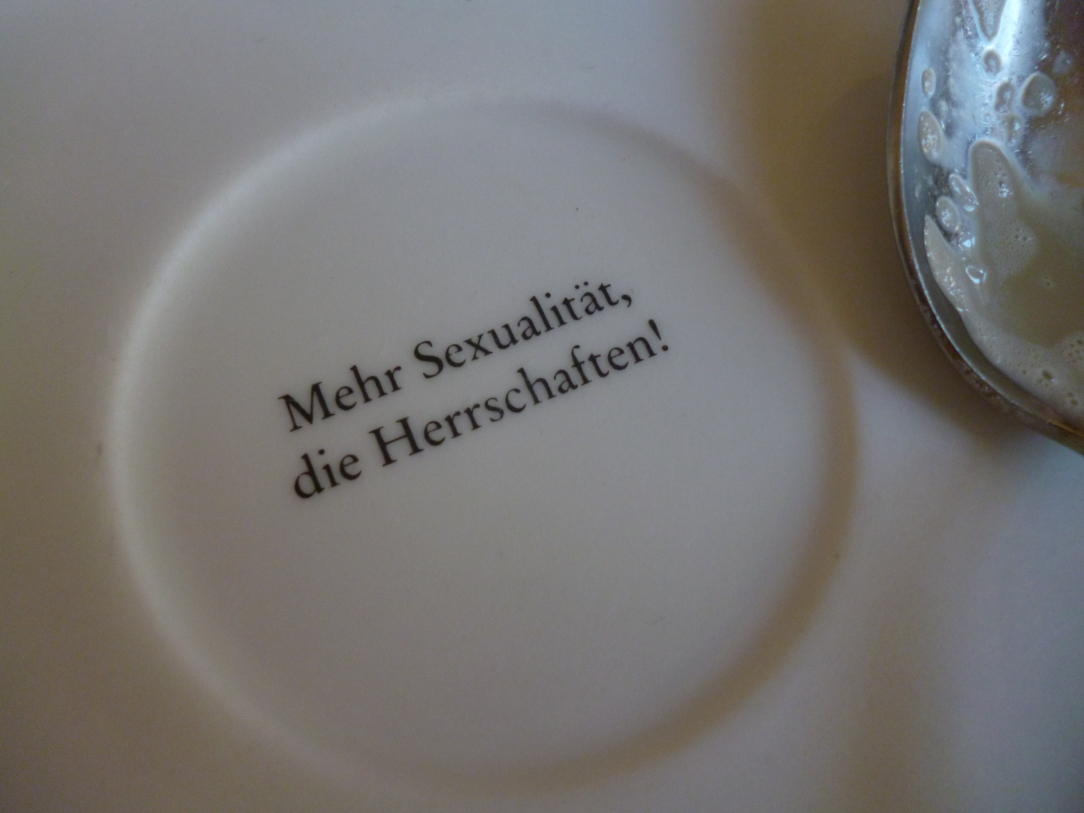 Mehr Sexualität,
die Herrschaften!